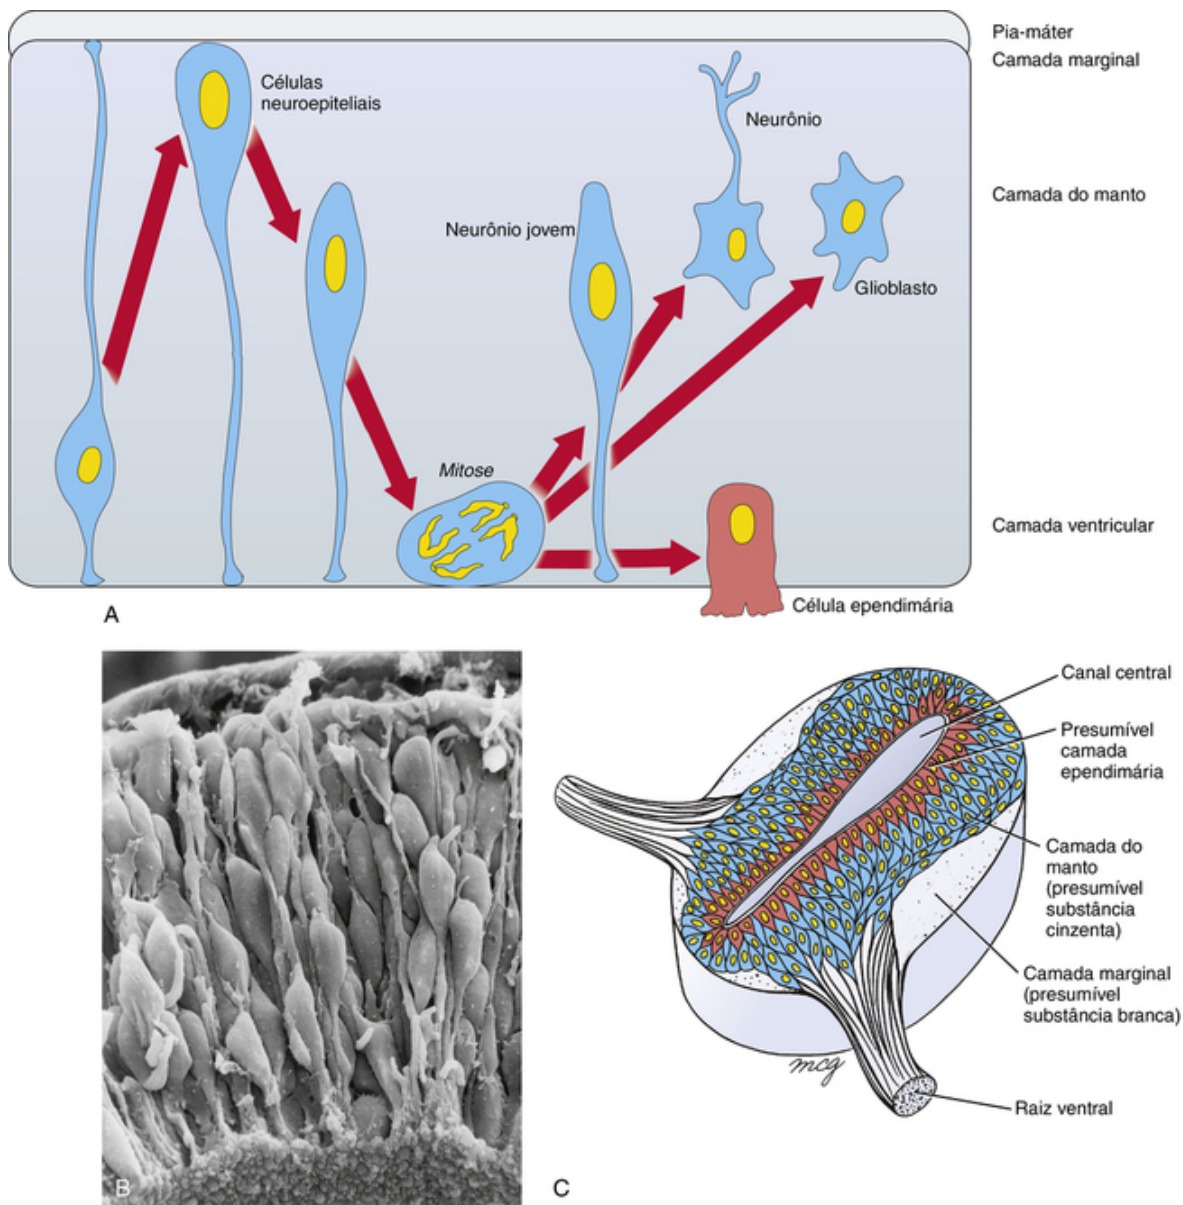 Pia-máter
Camada marginal
Células
neuroepiteliais
Neurônio
Camada do manto
Neurônio jovem
Glioblasto
Mitose
Camada ventricular
Célula ependimária
A
Canal central
Presumível
camada
ependimária
Camada do
manto
(presumível
substância
cinzenta)
Camada marginal
(presumível
substância branca)
mcg
Raiz ventral
B
C